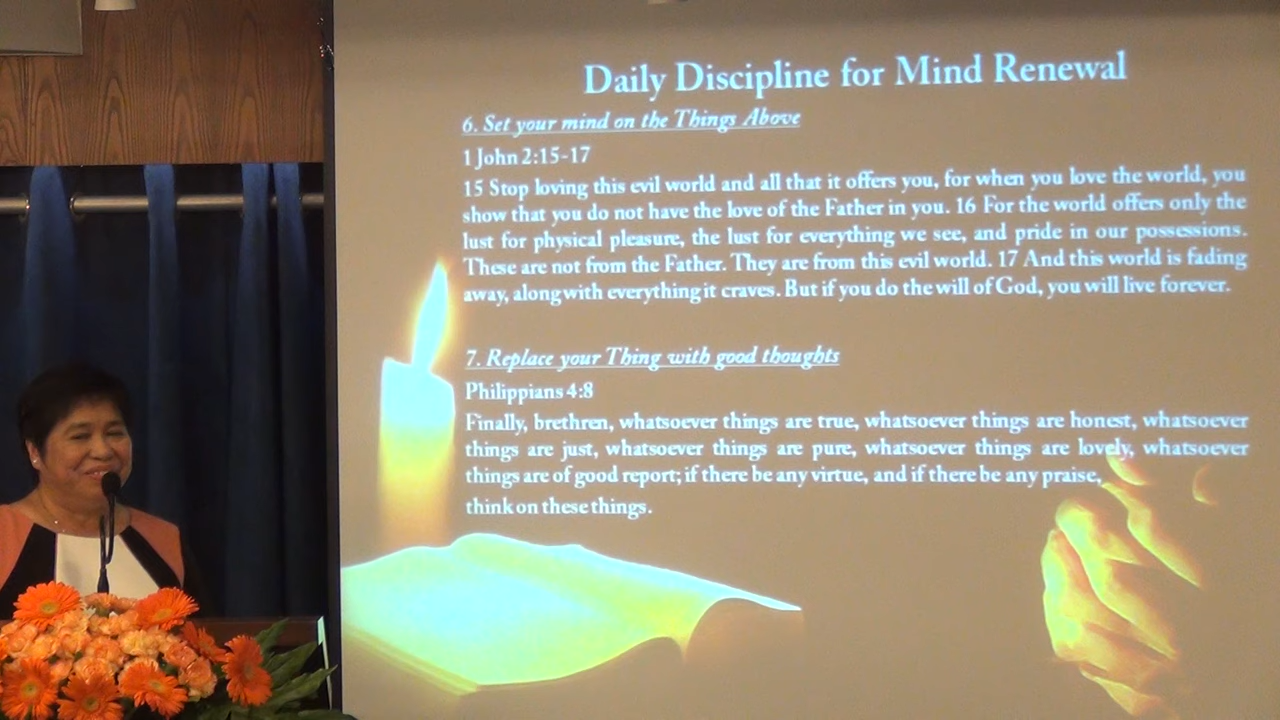 Daily Discipline for Mind Renewal
6. Set your mind on the Things Above
1 John 2:15-17
15 Stop loving this evil world and all that it offers you, for when you love the world, you
show that you do not have the love of the Father in you. 16 For the world offers only the
lust for physical pleasure, the lust for everything we see, and pride in our possessions.
These are not from the Father. They are from this evil world. 17 And this world is fading
away, along with everything it craves. But if you do the will of God, you will live forever.
7. Replace your Thing with good thoughts
Philippians 4:8
Finally, brethren, whatsoever things are true, whatsoever things are honest, whatsoever
things are just, whatsoever things are pure, whatsoever things are lovely, whatsoever
things are of good report; if there be any virtue, and if there be any praise,
think on these things.